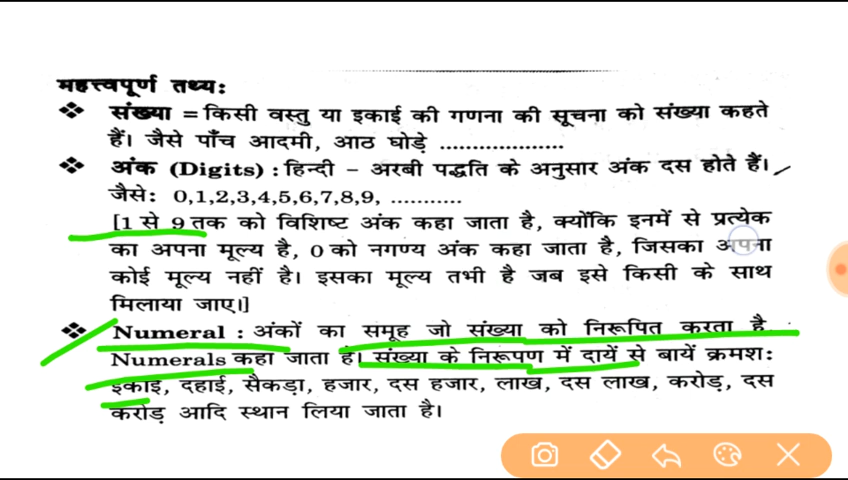 महत्त्वपूर्ण तथ्य:
❖ संख्या = किसी वस्तु या इकाई की गणना की सूचना को संख्या कहते
हैं। जैसे पाँच आदमी, आठ घोड़े ...................
❖ अंक (Digits) : हिन्दी – अरबी पद्धति के अनुसार अंक दस होते हैं।
जैसे: 0,1,2,3,4,5,6,7,8,9, ...........
[1 से 9 तक को विशिष्ट अंक कहा जाता है, क्योंकि इनमें से प्रत्येक
का अपना मूल्य है, 0 को नगण्य अंक कहा जाता है, जिसका अपना
कोई मूल्य नहीं है। इसका मूल्य तभी है जब इसे किसी के साथ
मिलाया जाए।]
❖ Numeral : अंकों का समूह जो संख्या को निरूपित करता है
Numerals कहा जाता है। संख्या के निरूपण में दायें से बायें क्रमश:
इकाई, दहाई, सैकड़ा, हजार, दस हजार, लाख, दस लाख, करोड़, दस
करोड़ आदि स्थान लिया जाता है।